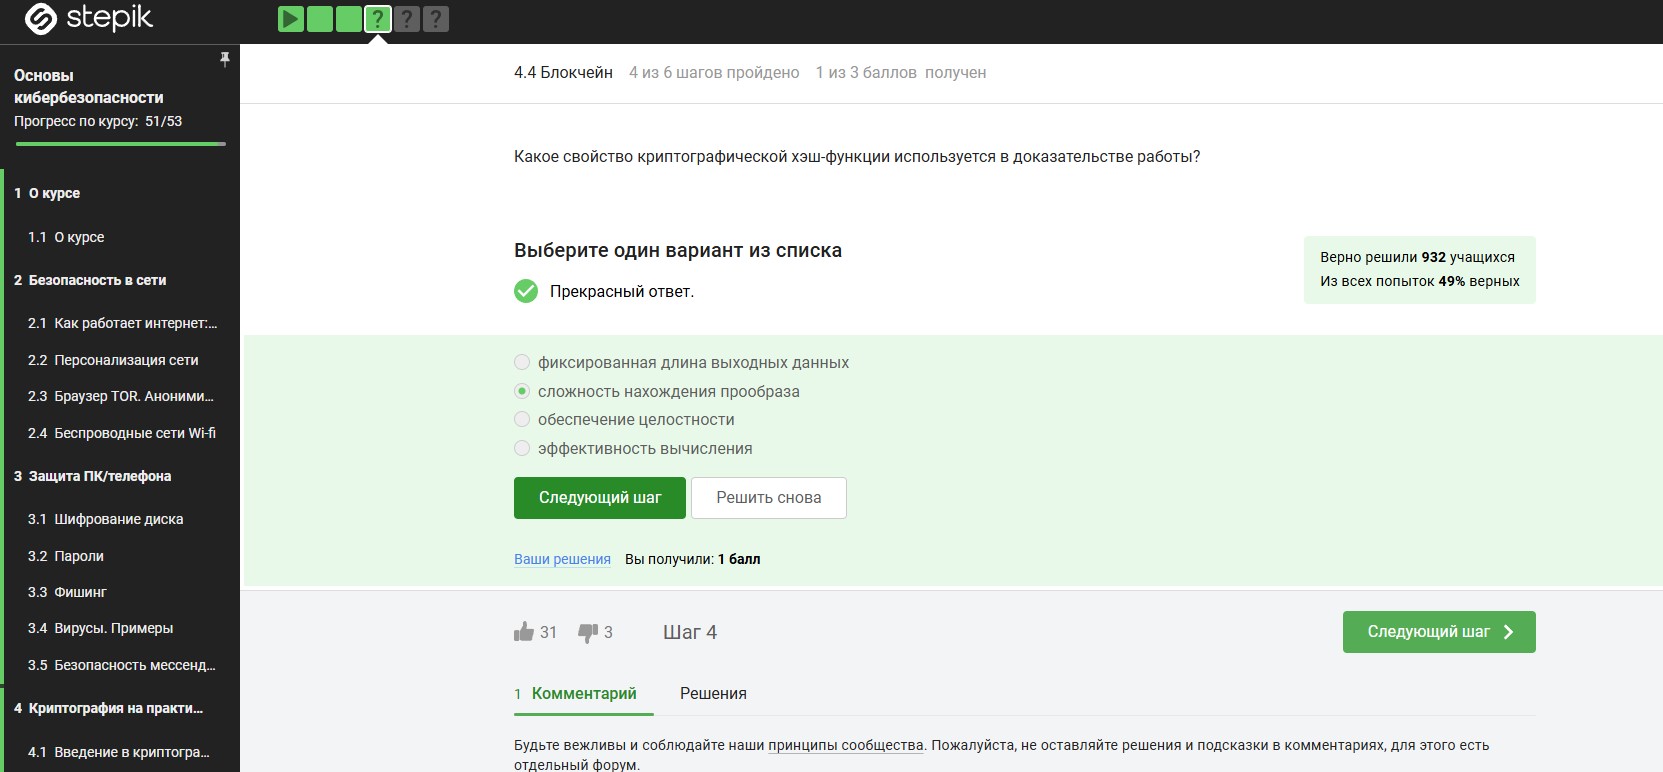 stepik
? ? ?
Основы
кибербезопасности
Прогресс по курсу: 51/53
1 О курсе
1.1 О курсе
2 Безопасность в сети
2.1 Как работает интернет:...
2.2 Персонализация сети
2.3 Браузер TOR. Аноними...
2.4 Беспроводные сети Wi-fi
3 Защита ПК/телефона
3.1 Шифрование диска
3.2 Пароли
3.3 Фишинг
3.4 Вирусы. Примеры
3.5 Безопасность мессенд...
4 Криптография на практи...
4.1 Введение в криптогра...
4.4 Блокчейн 4 из 6 шагов пройдено 1 из 3 баллов получен
Какое свойство криптографической хэш-функции используется в доказательстве работы?
Выберите один вариант из списка
Прекрасный ответ.
Верно решили 932 учащихся
Из всех попыток 49% верных
фиксированная длина выходных данных
сложность нахождения прообраза
обеспечение целостности
эффективность вычисления
Следующий шаг Решить снова
Ваши решения Вы получили: 1 балл
31 3 Шаг 4 Следующий шаг
1 Комментарий Решения
Будьте вежливы и соблюдайте наши принципы сообщества. Пожалуйста, не оставляйте решения и подсказки в комментариях, для этого есть
отдельный форум.